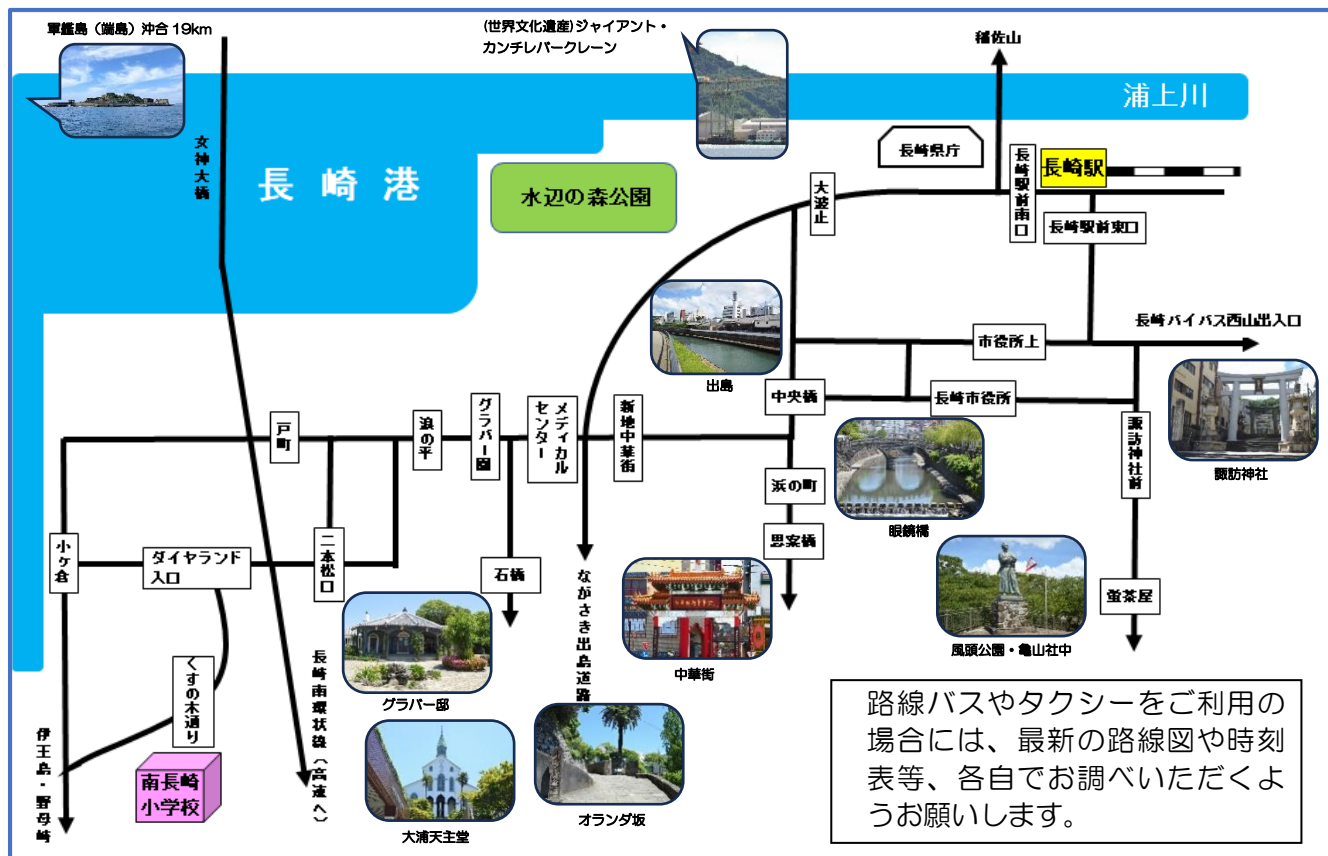 軍艦島（端島）沖合 19km
(世界文化遺産)ジャイアント・
カンチレバークレーン
稲佐山
浦上川
長崎港
女神大橋
水辺の森公園
長崎県庁
長崎駅前南口
長崎駅
長崎駅前東口
大波止
出島
長崎バイパス西山出入口
市役所上
中央橋
長崎市役所
諏訪神社前
諏訪神社
戸町
浪の平
グラバー園
メディカル
センター
新地中華街
浜の町
思案橋
眼鏡橋
小ヶ倉
ダイヤランド
入口
二本松口
石橋
ながさき出島道路
中華街
風頭公園・亀山社中
蛍茶屋
くすの木通り
長崎南環状線（高速へ）
グラバー邸
大浦天主堂
オランダ坂
伊王島・野母崎
南長崎
小学校
路線バスやタクシーをご利用の
場合には、最新の路線図や時刻
表等、各自でお調べいただくよ
うお願いします。